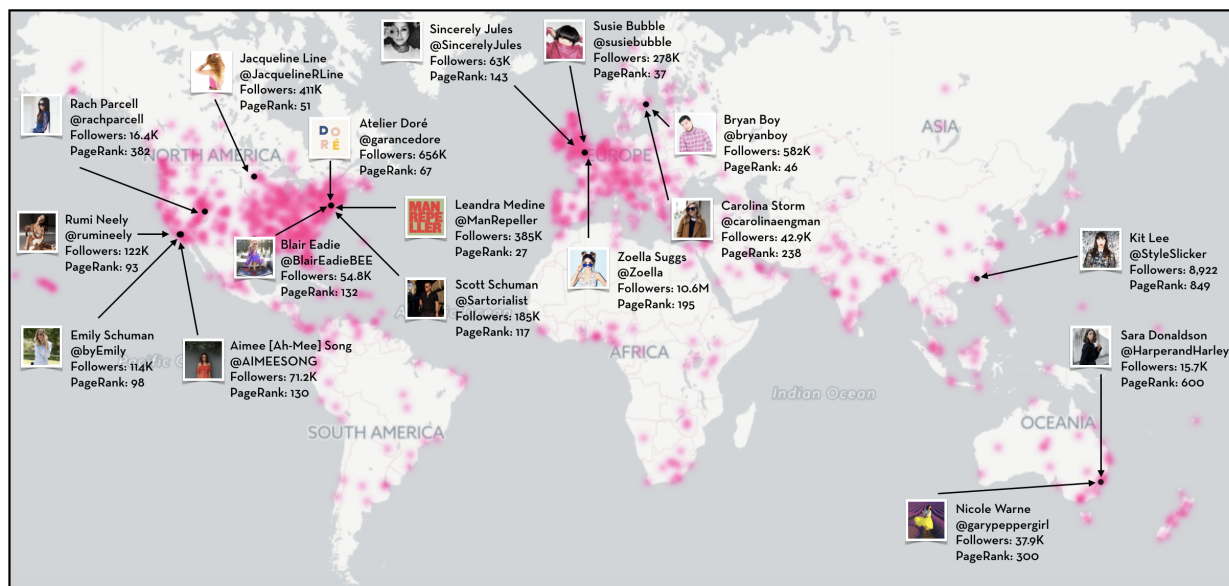 Sincerely Jules
@SincerelyJules
Followers: 63K
PageRank: 143
Susie Bubble
@susiebubble
Followers: 278K
PageRank: 37
Jacqueline Line
@JacquelineRLine
Followers: 411K
PageRank: 51
Rach Parcell
@rachparcell
Followers: 16.4K
PageRank: 382
DO
RÉ
Atelier Doré
@garancedore
Followers: 656K
PageRank: 67
Bryan Boy
@bryanboy
Followers: 582K
PageRank: 46
NORTH AMERICA
EUROPE
ASIA
Rumi Neely
@rumineely
Followers: 122K
PageRank: 93
Blair Eadie
@BlairEadieBEE
Followers: 54.8K
PageRank: 132
MAN
REPE
LLER
Leandra Medine
@ManRepeller
Followers: 385K
PageRank: 27
Carolina Storm
@carolinaengman
Followers: 42.9K
PageRank: 238
Zoella Suggs
@Zoella
Followers: 10.6M
PageRank: 195
Kit Lee
@StyleSlicker
Followers: 8,922
PageRank: 849
Scott Schuman
@Sartorialist
Followers: 185K
PageRank: 117
Emily Schuman
@byEmily
Followers: 114K
PageRank: 98
Pacific
Aimee [Ah-Mee] Song
@AIMEESONG
Followers: 71.2K
PageRank: 130
Sara Donaldson
@HarperandHarley
Followers: 15.7K
PageRank: 600
AFRICA
Indian Ocean
SOUTH AMERICA
OCEANIA
Nicole Warne
@garypeppergirl
Followers: 37.9K
PageRank: 300